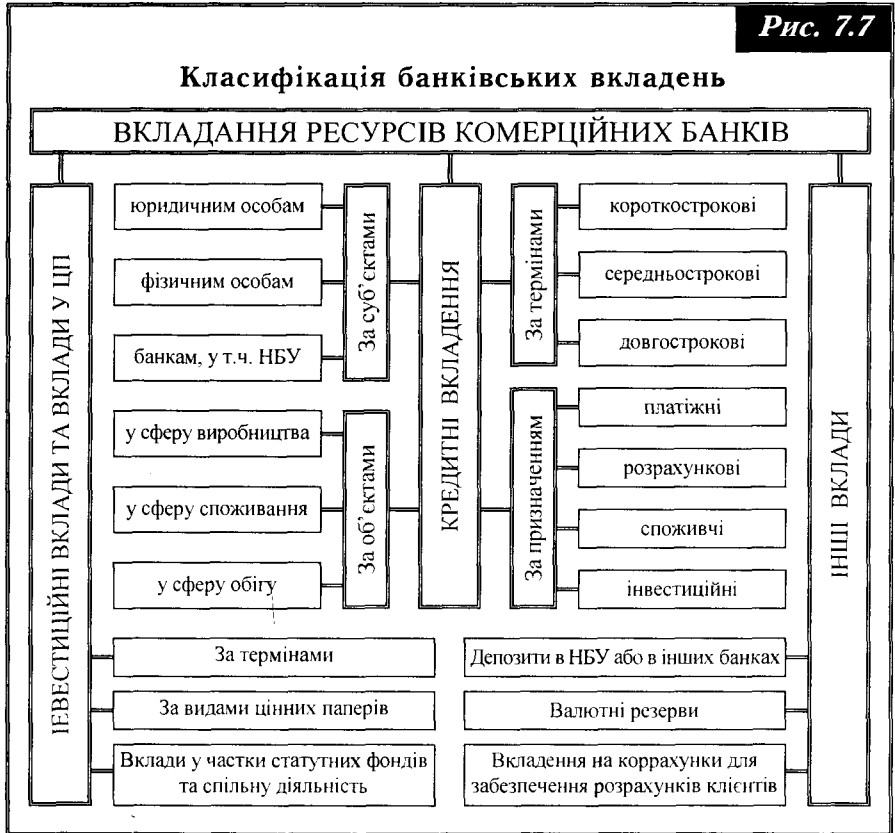 Рис. 7.7
Класифікація банківських вкладень
ВКЛАДАННЯ РЕСУРСІВ КОМЕРЦІЙНИХ БАНКІВ
ІЕВЕСТИЦІЙНІ ВКЛАДИ ТА ВКЛАДИ У ЦП
юридичним особам
фізичним особам
банкам, у т.ч. НБУ
За суб’єктами
у сферу виробництва
у сферу споживання
у сферу обігу
За об’єктами
КРЕДИТНІ ВКЛАДЕННЯ
За термінами
короткострокові
середньострокові
довгострокові
За призначенням
платіжні
розрахункові
споживчі
інвестиційні
ІНШІ ВКЛАДИ
За термінами
За видами цінних паперів
Вклади у частки статутних фондів
та спільну діяльність
Депозити в НБУ або в інших банках
Валютні резерви
Вкладення на коррахунки для
забезпечення розрахунків клієнтів